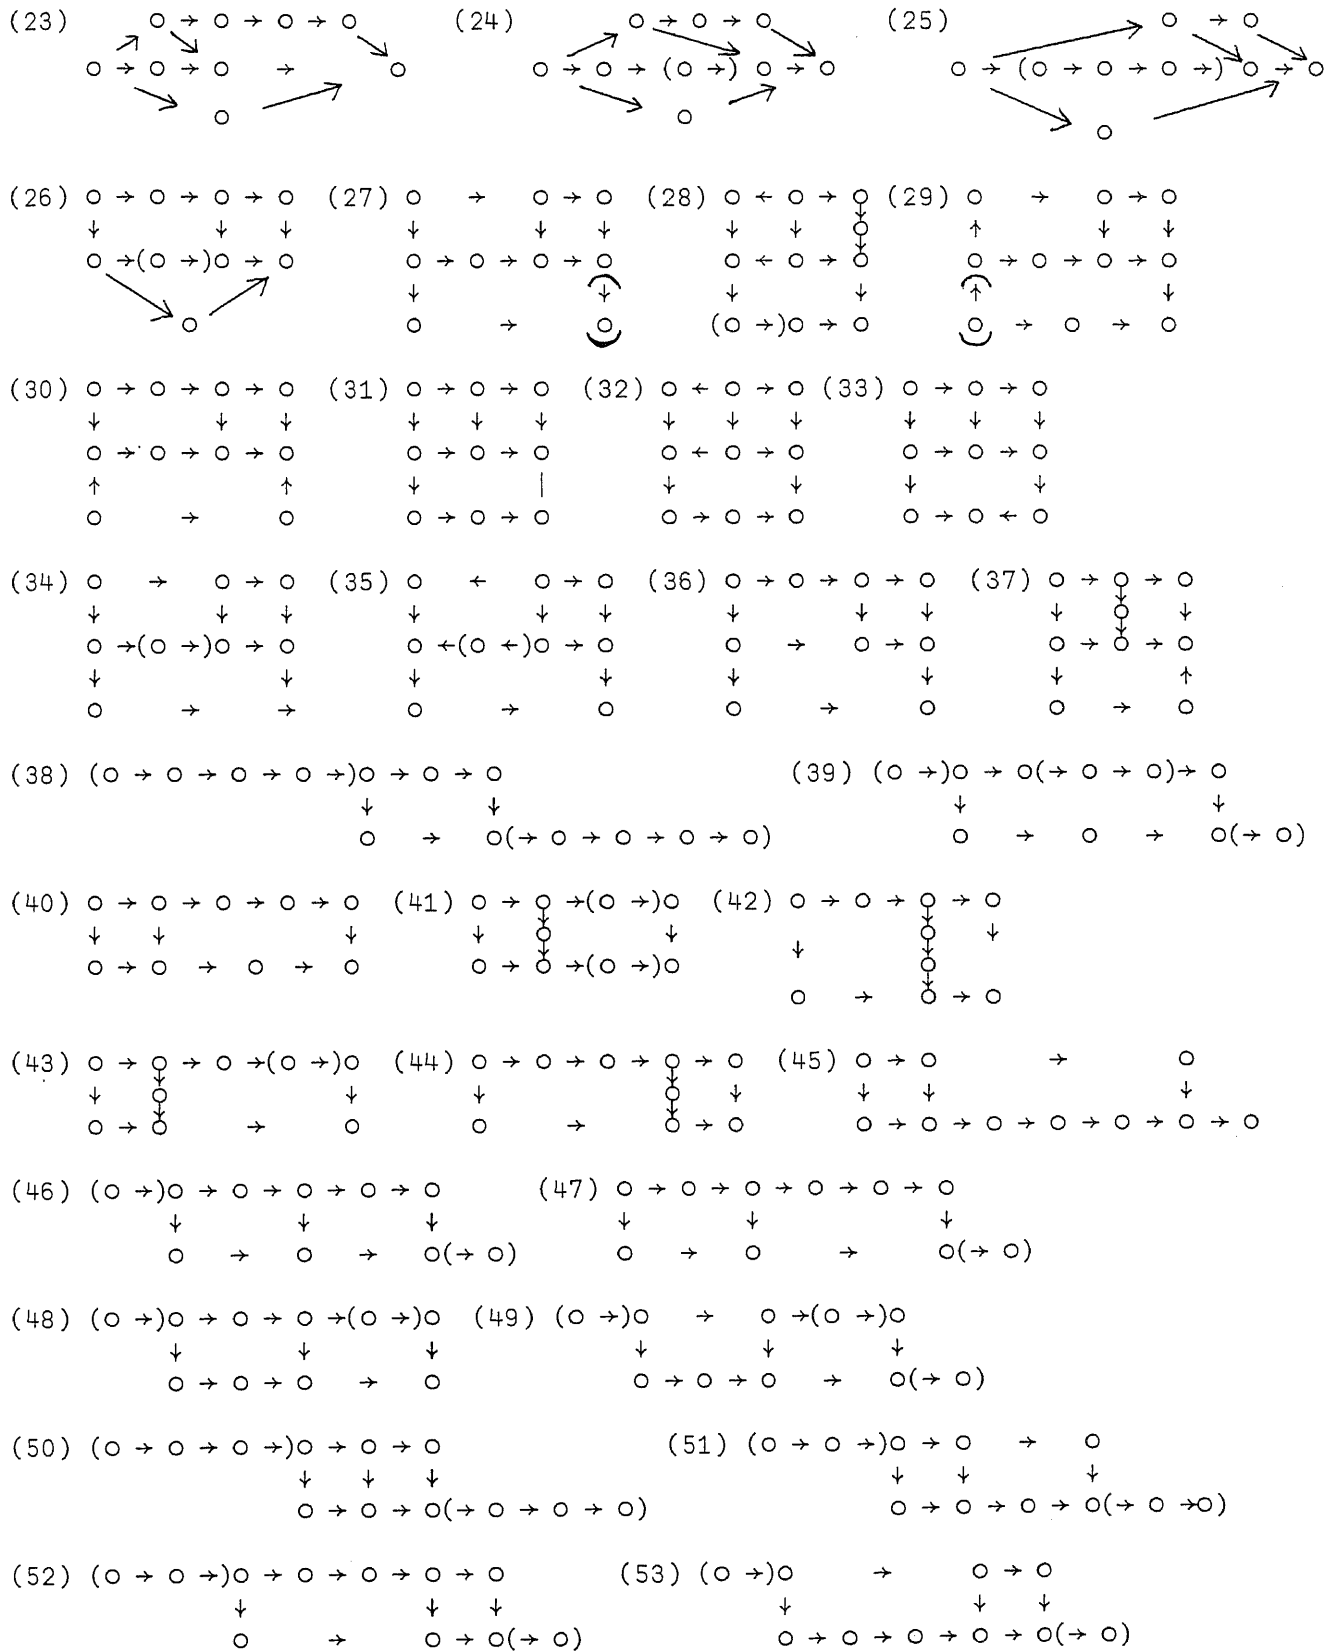 (23) (24) (25)
(26) (27) (28) (29)
(30) (31) (32) (33)
(34) (35) (36) (37)
(38) (39)
(40) (41) (42)
(43) (44) (45)
(46) (47)
(48) (49)
(50) (51)
(52) (53)